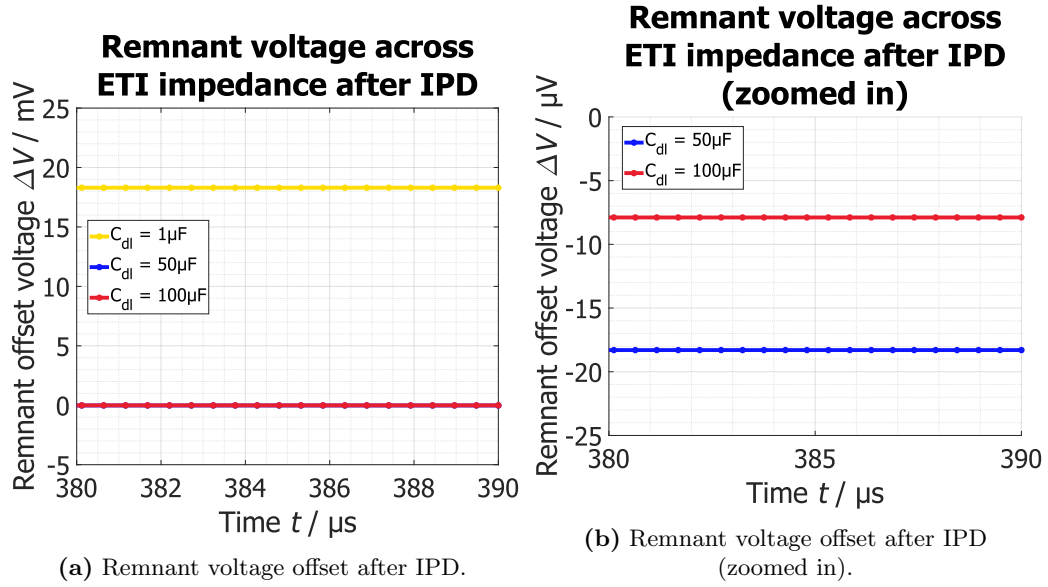 Remnant voltage across
ETI impedance after IPD
Remnant offset voltage ΔV / mV
25
20
15
10
5
0
-5
C_dl = 1µF
C_dl = 50µF
C_dl = 100µF
380
382
384
386
388
390
Time t / µs
(a) Remnant voltage offset after IPD.
Remnant voltage across
ETI impedance after IPD
(zoomed in)
Remnant offset voltage ΔV / µV
-0
-5
-10
-15
-20
-25
C_dl = 50µF
C_dl = 100µF
380
385
390
Time t / µs
(b) Remnant voltage offset after IPD
(zoomed in).